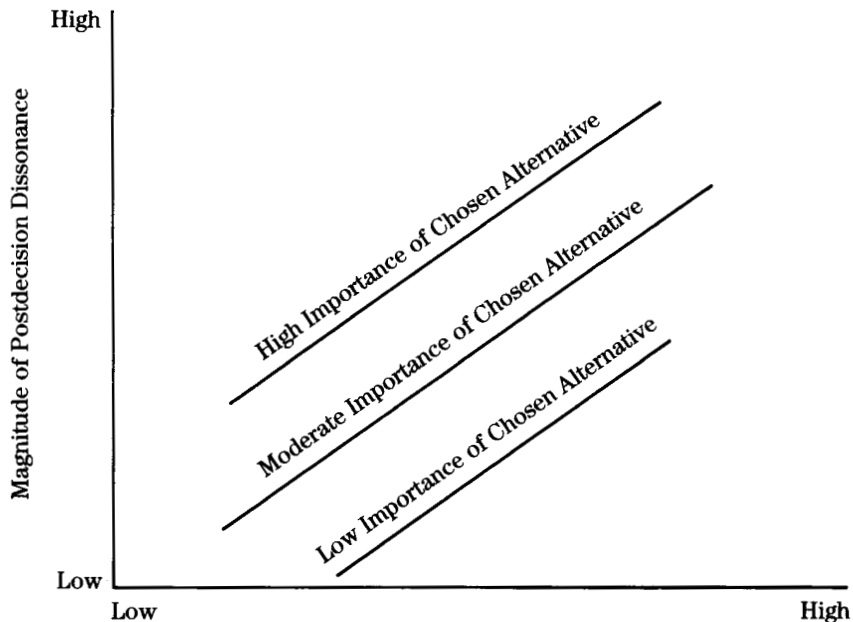 High
Magnitude of Postdecision Dissonance
High Importance of Chosen Alternative
Moderate Importance of Chosen Alternative
Low Importance of Chosen Alternative
Low
Low
High